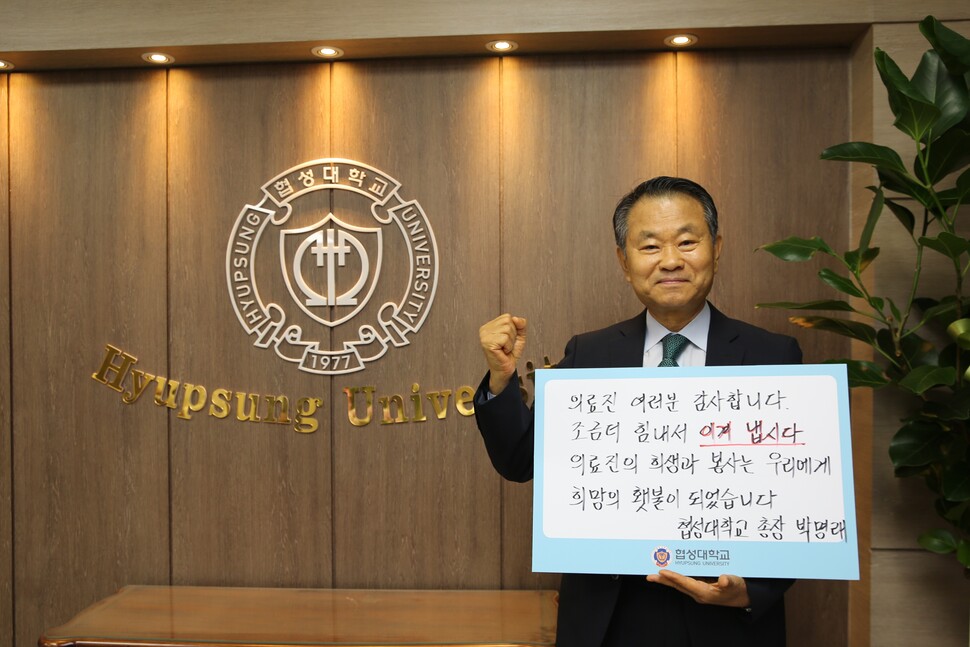 협성대학교
HYUPSUNG UNIVERSITY
1977
Hyupsung Universit
의료진 여러분 감사합니다.
조금더 힘내서 이겨 냅시다
의료진의 희생과 봉사는 우리에게
희망의 횃불이 되었습니다
협성대학교 총장 박명래
협성대학교
HYUPSUNG UNIVERSITY